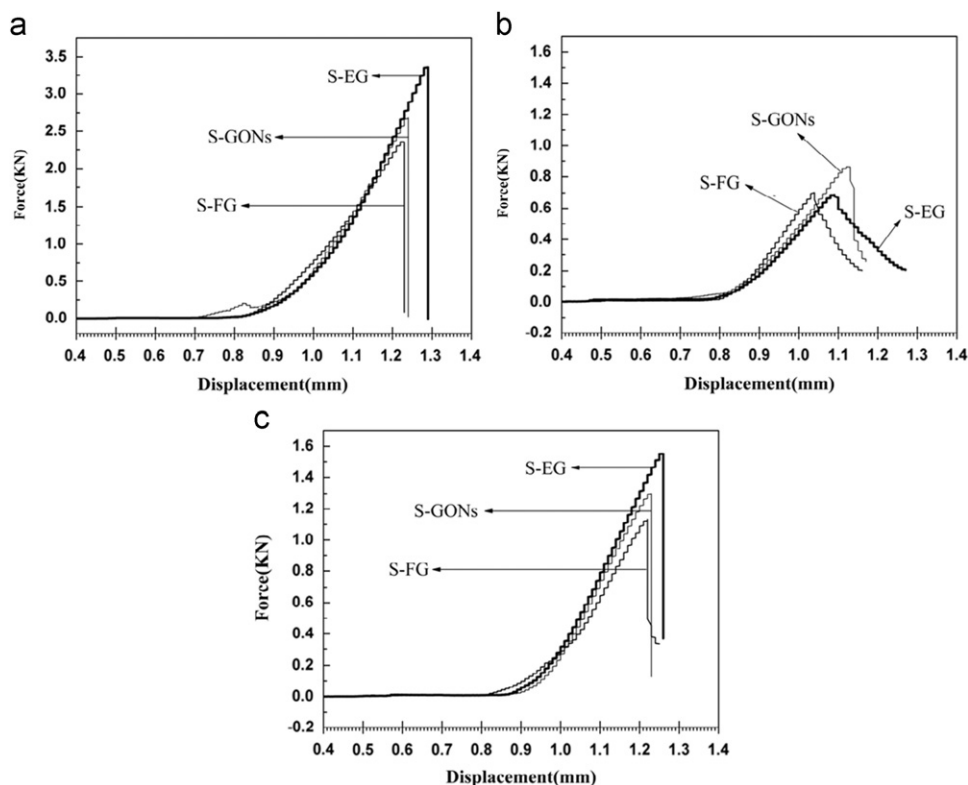 a
3.5
3.0
2.5
2.0
1.5
1.0
0.5
0.0
Force(KN)
S-EG
S-GONs
S-FG
0.4 0.5 0.6 0.7 0.8 0.9 1.0 1.1 1.2 1.3 1.4
Displacement(mm)
b
1.6
1.4
1.2
1.0
0.8
0.6
0.4
0.2
0.0
-0.2
Force(KN)
S-GONs
S-FG
S-EG
0.4 0.5 0.6 0.7 0.8 0.9 1.0 1.1 1.2 1.3 1.4
Displacement(mm)
c
1.6
1.4
1.2
1.0
0.8
0.6
0.4
0.2
0.0
-0.2
Force(KN)
S-EG
S-GONs
S-FG
0.4 0.5 0.6 0.7 0.8 0.9 1.0 1.1 1.2 1.3 1.4
Displacement(mm)